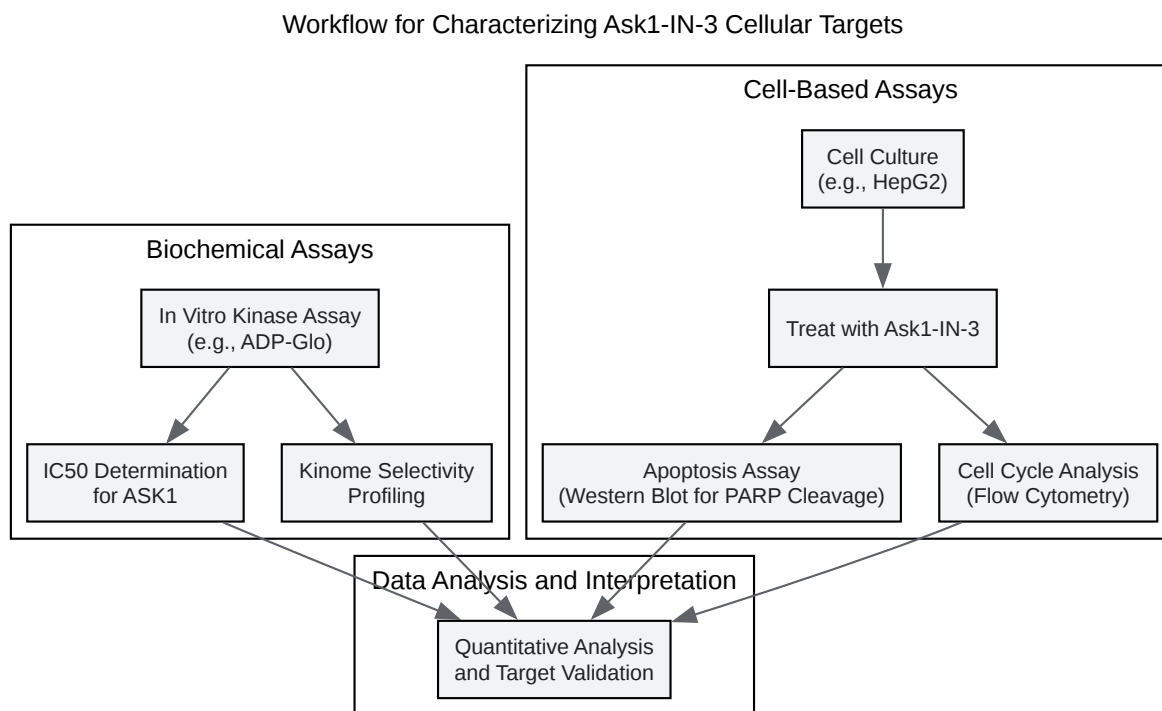 Workflow for Characterizing Ask1-IN-3 Cellular Targets
Cell-Based Assays
Cell Culture
(e.g., HepG2)
Biochemical Assays
In Vitro Kinase Assay
(e.g., ADP-Glo)
Treat with Ask1-IN-3
IC50 Determination
for ASK1
Kinome Selectivity
Profiling
Apoptosis Assay
(Western Blot for PARP Cleavage)
Cell Cycle Analysis
(Flow Cytometry)
Data Analysis and Interpretation
Quantitative Analysis
and Target Validation